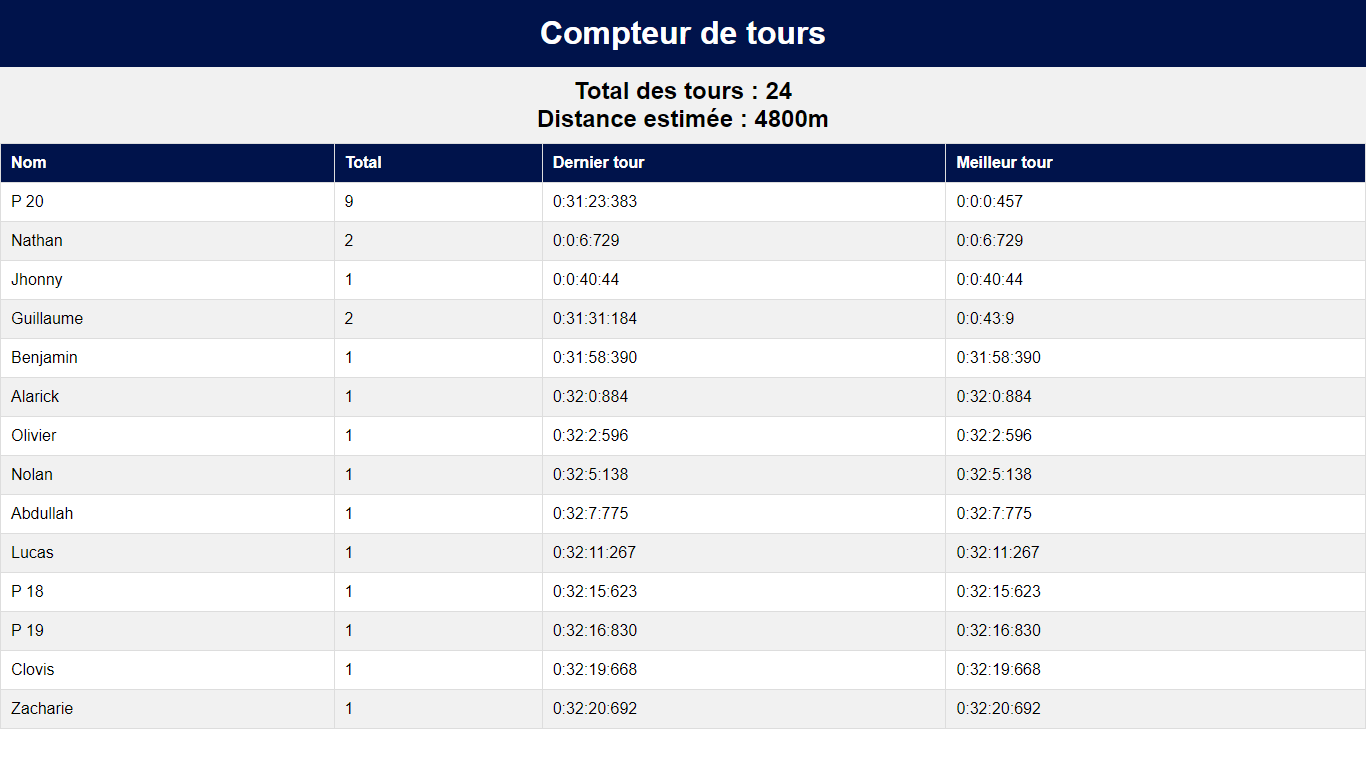 Compteur de tours
Total des tours : 24
Distance estimée : 4800m
Nom Total Dernier tour Meilleur tour
P 20 9 0:31:23:383 0:0:0:457
Nathan 2 0:0:6:729 0:0:6:729
Jhonny 1 0:0:40:44 0:0:40:44
Guillaume 2 0:31:31:184 0:0:43:9
Benjamin 1 0:31:58:390 0:31:58:390
Alarick 1 0:32:0:884 0:32:0:884
Olivier 1 0:32:2:596 0:32:2:596
Nolan 1 0:32:5:138 0:32:5:138
Abdullah 1 0:32:7:775 0:32:7:775
Lucas 1 0:32:11:267 0:32:11:267
P 18 1 0:32:15:623 0:32:15:623
P 19 1 0:32:16:830 0:32:16:830
Clovis 1 0:32:19:668 0:32:19:668
Zacharie 1 0:32:20:692 0:32:20:692